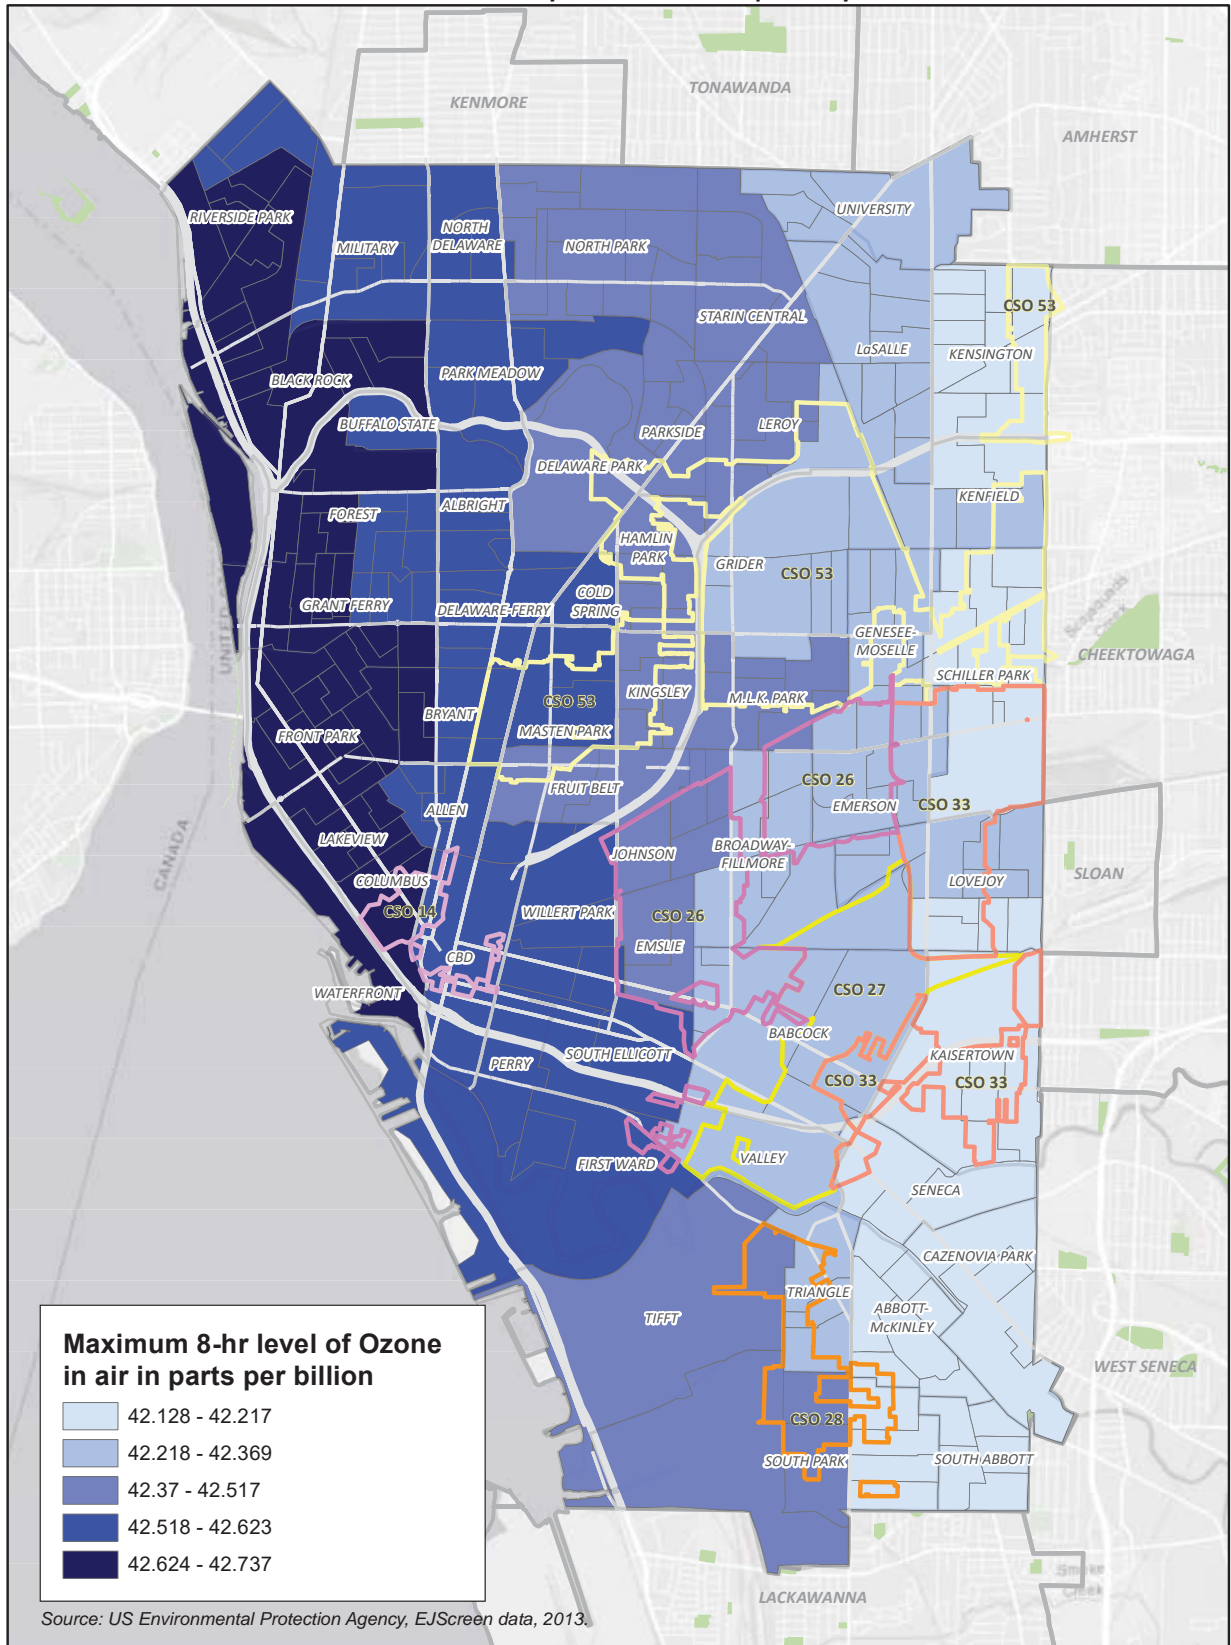 KENMORE
TONAWANDA
AMHERST
RIVERSIDE PARK
MILITARY
NORTH
DELAWARE
NORTH PARK
UNIVERSITY
STARIN CENTRAL
CSO 53
LaSALLE
KENSINGTON
BLACK ROCK
PARK MEADOW
BUFFALO STATE
PARKSIDE
LEROY
DELAWARE PARK
FOREST
ALBRIGHT
KENFIELD
HAMLIN
PARK
GRIDER
CSO 53
COLD
SPRING
GRANT FERRY
DELAWARE-FERRY
UNITED
GENESEE-
MOSELLE
Scajaquada
Creek
CHEEKTOWAGA
SCHILLER PARK
KINGSLEY
M.L.K. PARK
CSO 53
BRYANT
MASTEN PARK
FRONT PARK
CSO 26
FRUIT BELT
EMERSON
CSO 33
ALLEN
LAKEVIEW
CANADA
JOHNSON
BROADWAY-
FILLMORE
SLOAN
COLUMBUS
LOVEJOY
CSO 14
WILLERT PARK
CSO 26
EMSLIE
CBD
WATERFRONT
CSO 27
BABCOCK
SOUTH ELLICOTT
KAISERTOWN
PERRY
CSO 33
CSO 33
FIRST WARD
VALLEY
SENECA
CAZENOVIA PARK
TRIANGLE
ABBOTT-
McKINLEY
TIFFT
WEST SENECA
CSO 28
SOUTH PARK
SOUTH ABBOTT
Smoke
Creek
LACKAWANNA
Maximum 8-hr level of Ozone
in air in parts per billion
42.128 - 42.217
42.218 - 42.369
42.37 - 42.517
42.518 - 42.623
42.624 - 42.737
Source: US Environmental Protection Agency, EJScreen data, 2013.